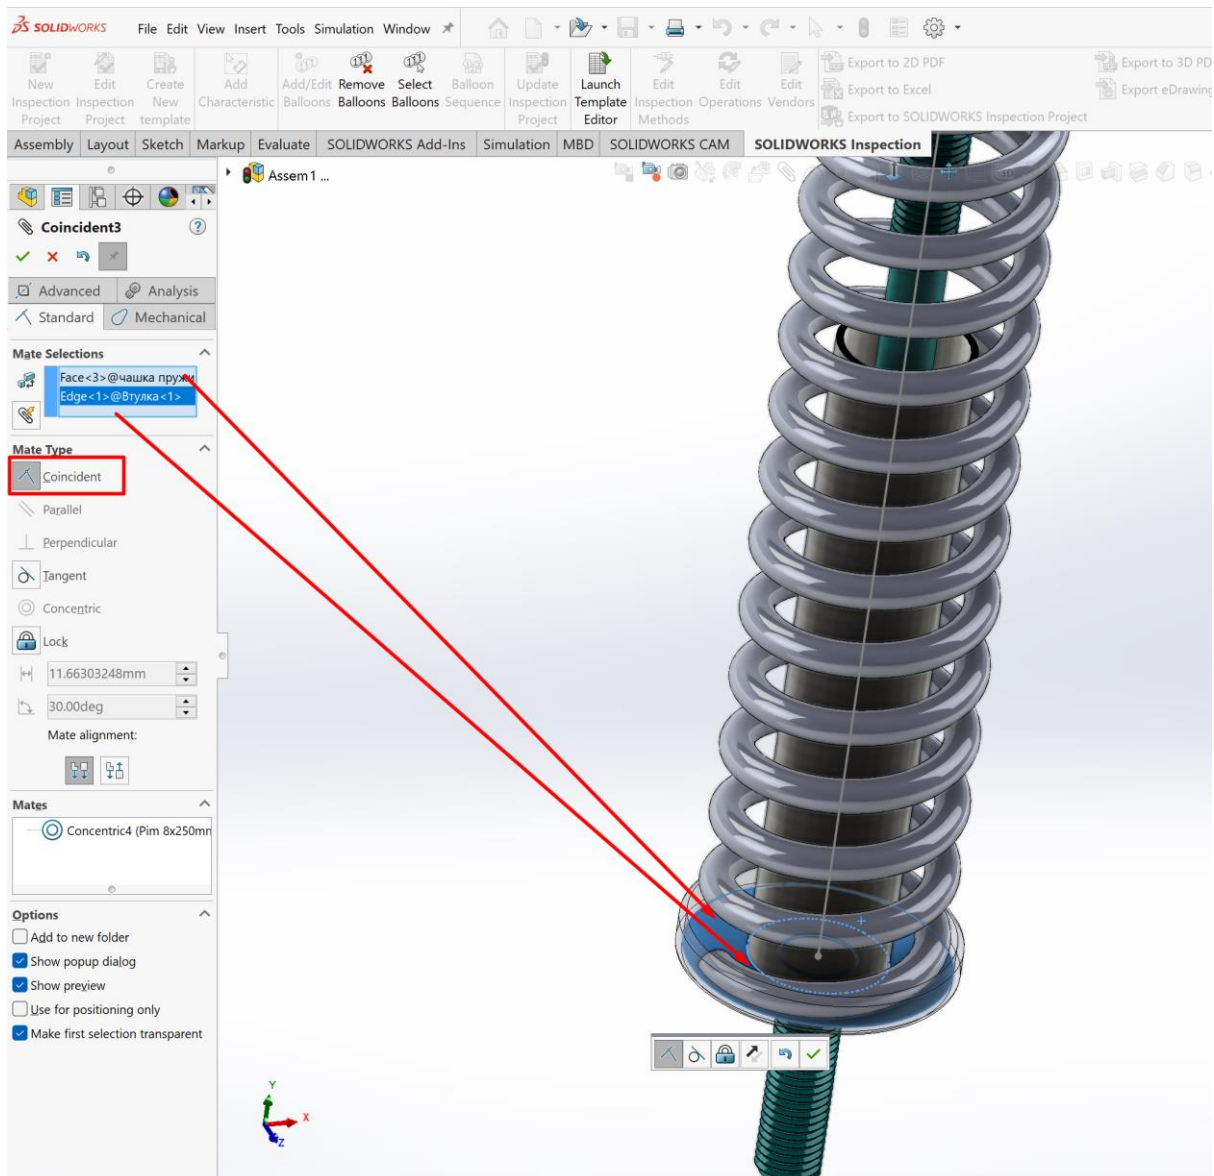 SOLIDWORKS File Edit View Insert Tools Simulation Window
New Inspection Project
Edit Inspection Project
Create New template
Add Characteristic
Add/Edit Balloons
Remove Balloons
Select Balloons
Balloon Sequence
Update Inspection Project
Launch Template Editor
Edit Inspection Methods
Edit Operations
Edit Vendors
Export to 2D PDF
Export to Excel
Export to SOLIDWORKS Inspection Project
Export to 3D PD
Export eDrawing
Assembly Layout Sketch Markup Evaluate SOLIDWORKS Add-Ins Simulation MBD SOLIDWORKS CAM SOLIDWORKS Inspection
Assem1 ...
Coincident3
Advanced Analysis
Standard Mechanical
Mate Selections
Face<3>@чашка пружи
Edge<1>@Втулка<1>
Mate Type
Coincident
Parallel
Perpendicular
Tangent
Concentric
Lock
11.66303248mm
30.00deg
Mate alignment:
Mates
Concentric4 (Pim 8x250mm
Options
Add to new folder
Show popup dialog
Show preview
Use for positioning only
Make first selection transparent
Y
X
Z